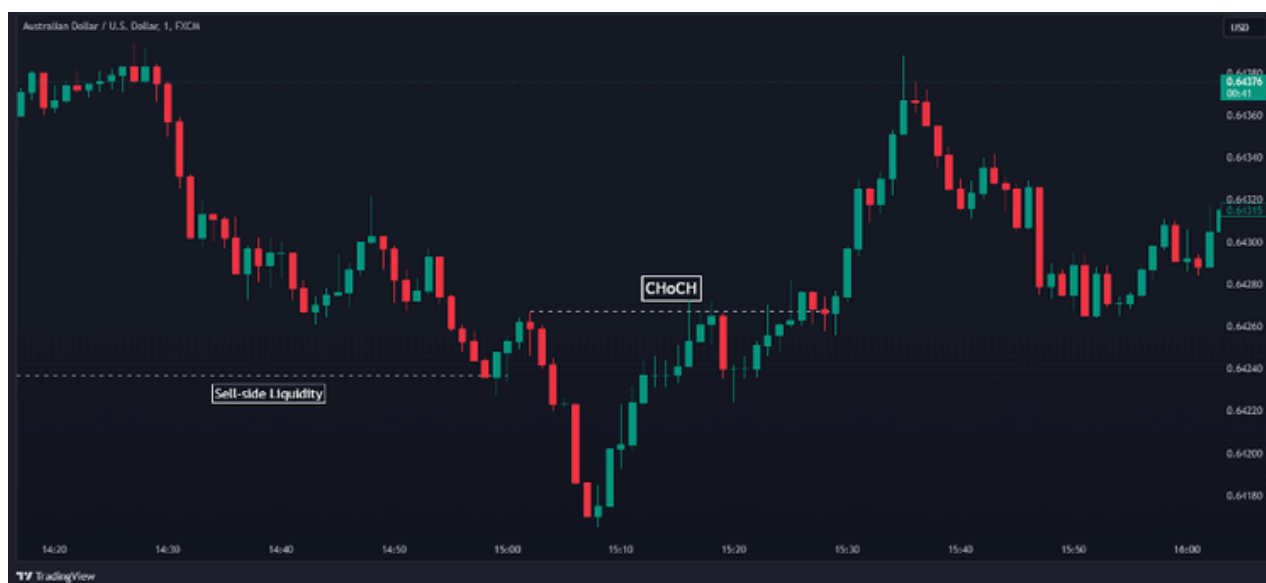 Australian Dollar / U.S. Dollar, 1, FXCM
USD
0.64380
0.64376
00:41
0.64360
0.64340
0.64320
0.64315
0.64300
0.64280
0.64260
0.64240
0.64220
0.64200
0.64180
CHoCH
Sell-side Liquidity
14:20 14:30 14:40 14:50 15:00 15:10 15:20 15:30 15:40 15:50 16:00
TradingView